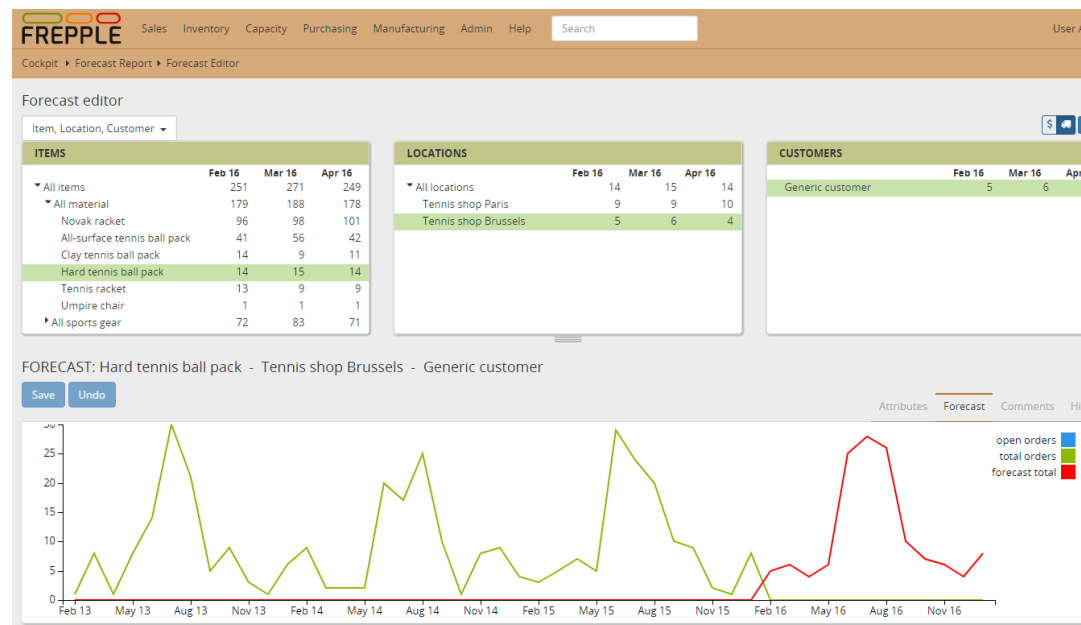 FREPPLE Sales Inventory Capacity Purchasing Manufacturing Admin Help Search User
Cockpit Forecast Report Forecast Editor
Forecast editor
Item, Location, Customer $
ITEMS
Feb 16 Mar 16 Apr 16
All items 251 271 249
All material 179 188 178
Novak racket 96 98 101
All-surface tennis ball pack 41 56 42
Clay tennis ball pack 14 9 11
Hard tennis ball pack 14 15 14
Tennis racket 13 9 9
Umpire chair 1 1 1
All sports gear 72 83 71
LOCATIONS
Feb 16 Mar 16 Apr 16
All locations 14 15 14
Tennis shop Paris 9 9 10
Tennis shop Brussels 5 6 4
CUSTOMERS
Feb 16 Mar 16
Generic customer 5 6
FORECAST: Hard tennis ball pack - Tennis shop Brussels - Generic customer
Save Undo
Attributes Forecast Comments
open orders
total orders
forecast total
30
25
20
15
10
5
0
Feb 13 May 13 Aug 13 Nov 13 Feb 14 May 14 Aug 14 Nov 14 Feb 15 May 15 Aug 15 Nov 15 Feb 16 May 16 Aug 16 Nov 16